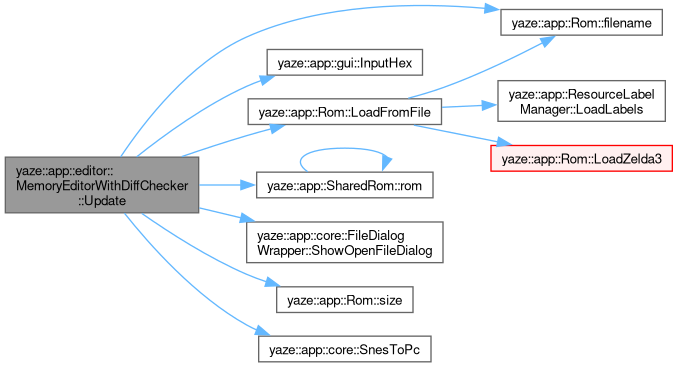 yaze::app::Rom::filename
yaze::app::gui::InputHex
yaze::app::ResourceLabel
Manager::LoadLabels
yaze::app::Rom::LoadFromFile
yaze::app::Rom::LoadZelda3
yaze::app::editor::
MemoryEditorWithDiffChecker
::Update
yaze::app::SharedRom::rom
yaze::app::core::FileDialog
Wrapper::ShowOpenFileDialog
yaze::app::Rom::size
yaze::app::core::SnesToPc